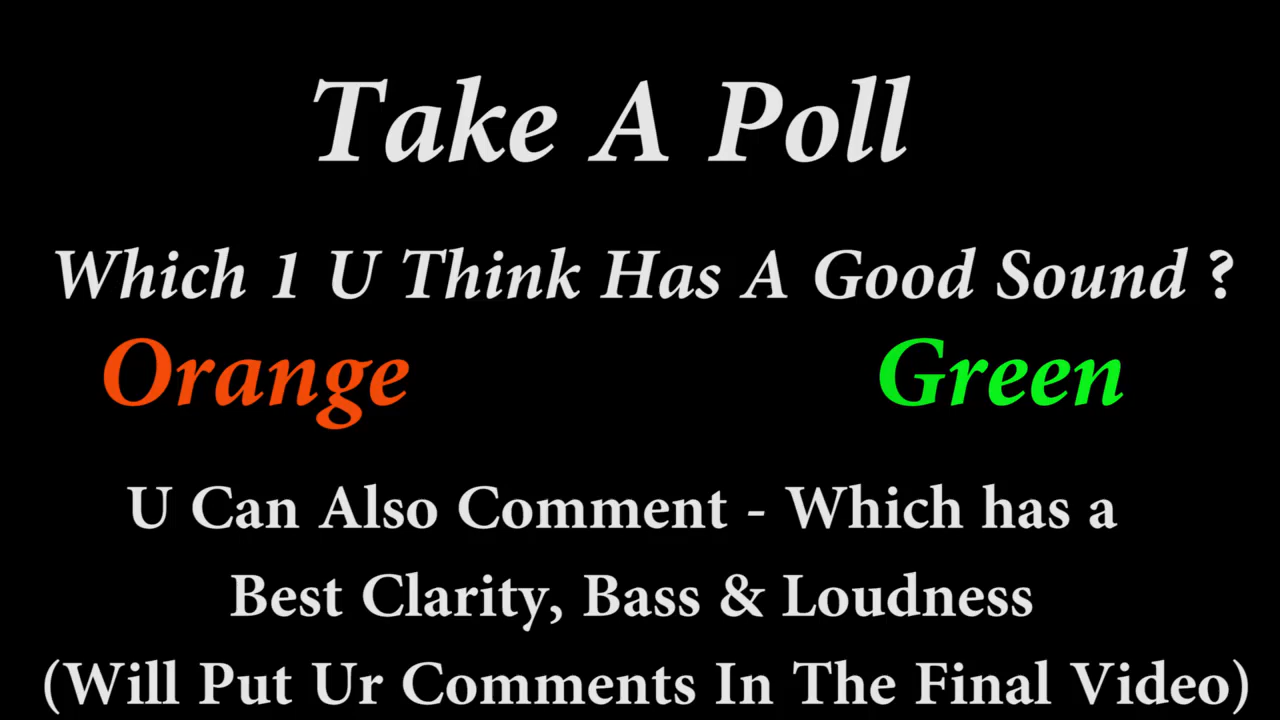 Take A Poll
Which 1 U Think Has A Good Sound ?
Orange Green
U Can Also Comment - Which has a
Best Clarity, Bass & Loudness
(Will Put Ur Comments In The Final Video)